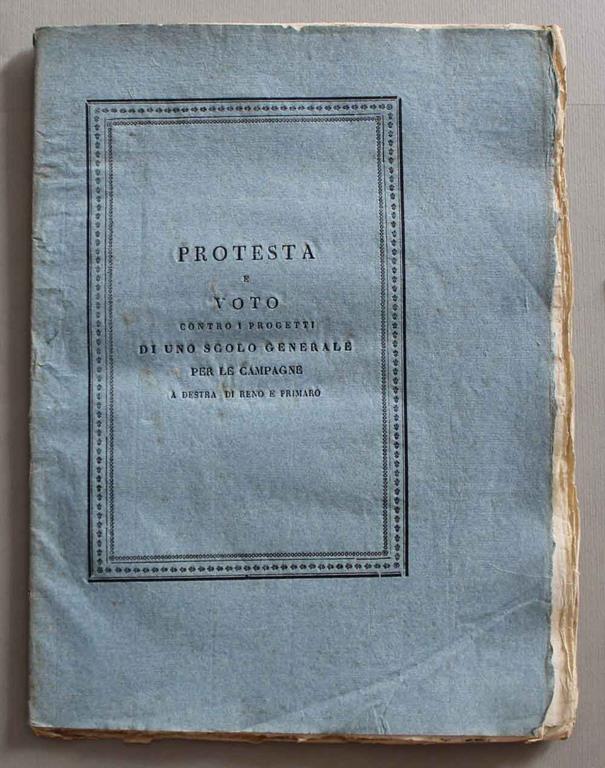 PROTESTA
E
VOTO
CONTRO I PROGETTI
DI UNO SCOLO GENERALE
PER LE CAMPAGNE
A DESTRA DI RENO E PRIMARO